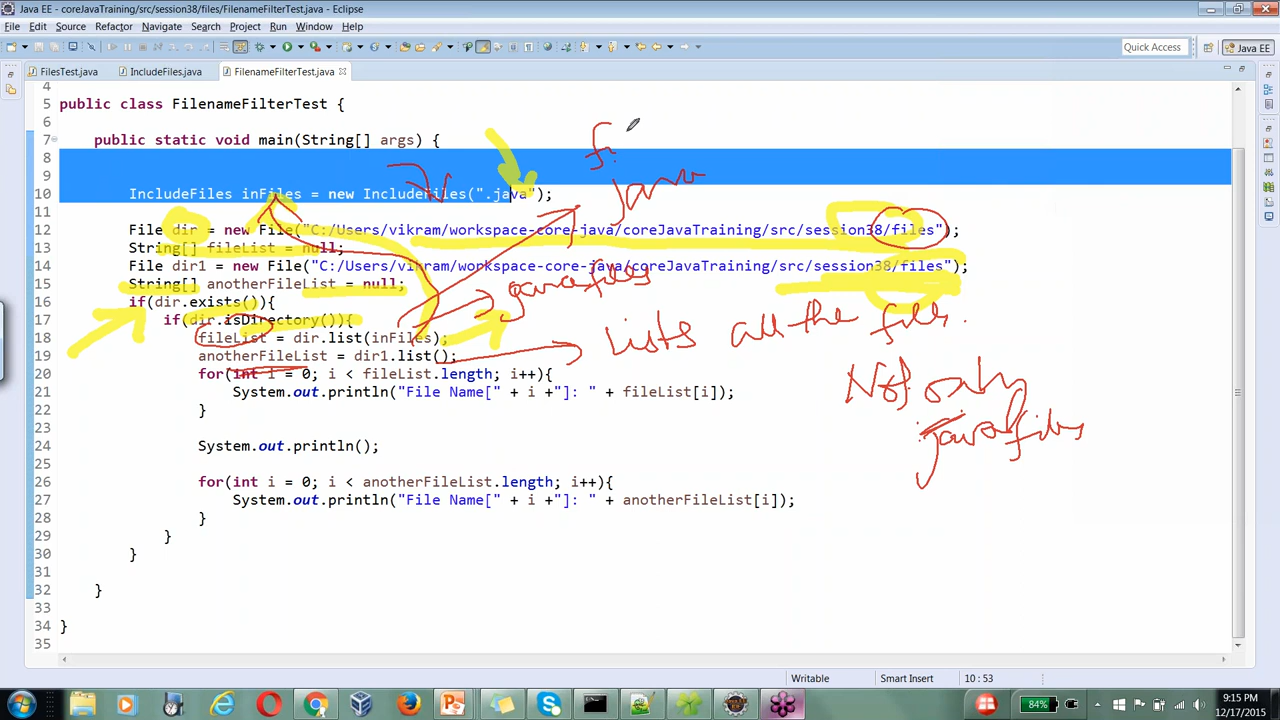 Java EE - coreJavaTraining/src/session38/files/FilenameFilterTest.java - Eclipse
File Edit Source Refactor Navigate Search Project Run Window Help
Quick Access Java EE
FilesTest.java IncludeFiles.java FilenameFilterTest.java
4
5 public class FilenameFilterTest {
6
7 public static void main(String[] args) {
8
9
10 IncludeFiles inFiles = new IncludeFiles(".java");
11
12 File dir = new File("C:/Users/vikram/workspace-core-java/coreJavaTraining/src/session38/files");
13 String[] fileList = null;
14 File dir1 = new File("C:/Users/vikram/workspace-core-java/coreJavaTraining/src/session38/files");
15 String[] anotherFileList = null;
16 if(dir.exists()){
17 if(dir.isDirectory()){
18 fileList = dir.list(inFiles);
19 anotherFileList = dir1.list();
20 for(int i = 0; i < fileList.length; i++){
21 System.out.println("File Name[" + i +"]: " + fileList[i]);
22 }
23
24 System.out.println();
25
26 for(int i = 0; i < anotherFileList.length; i++){
27 System.out.println("File Name[" + i +"]: " + anotherFileList[i]);
28 }
29 }
30 }
31
32 }
33
34 }
35
fi
java
java files
Lists all the files.
Not only
java files
Writable Smart Insert 10 : 53
84% 9:15 PM
12/17/2015